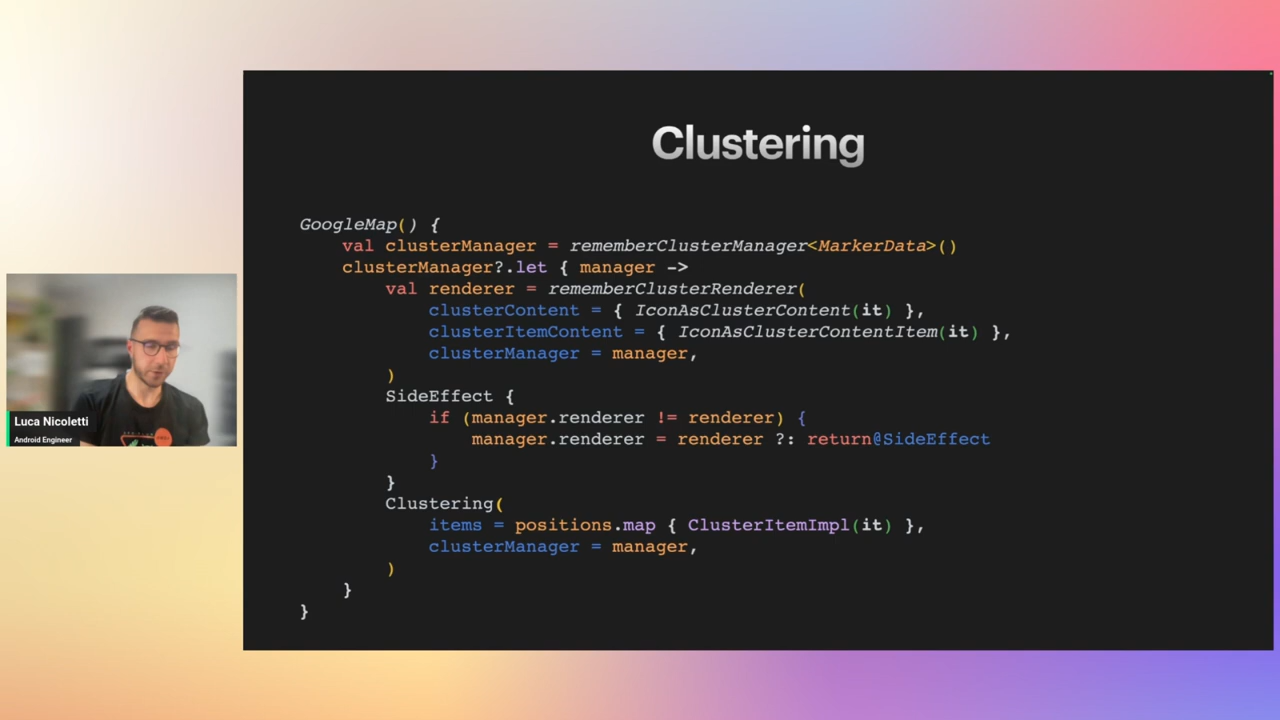 Clustering
GoogleMap() {
    val clusterManager = rememberClusterManager<MarkerData>()
    clusterManager?.let { manager ->
        val renderer = rememberClusterRenderer(
            clusterContent = { IconAsClusterContent(it) },
            clusterItemContent = { IconAsClusterContentItem(it) },
            clusterManager = manager,
        )
        SideEffect {
            if (manager.renderer != renderer) {
                manager.renderer = renderer ?: return@SideEffect
            }
        }
        Clustering(
            items = positions.map { ClusterItemImpl(it) },
            clusterManager = manager,
        )
    }
}
Luca Nicoletti
Android Engineer